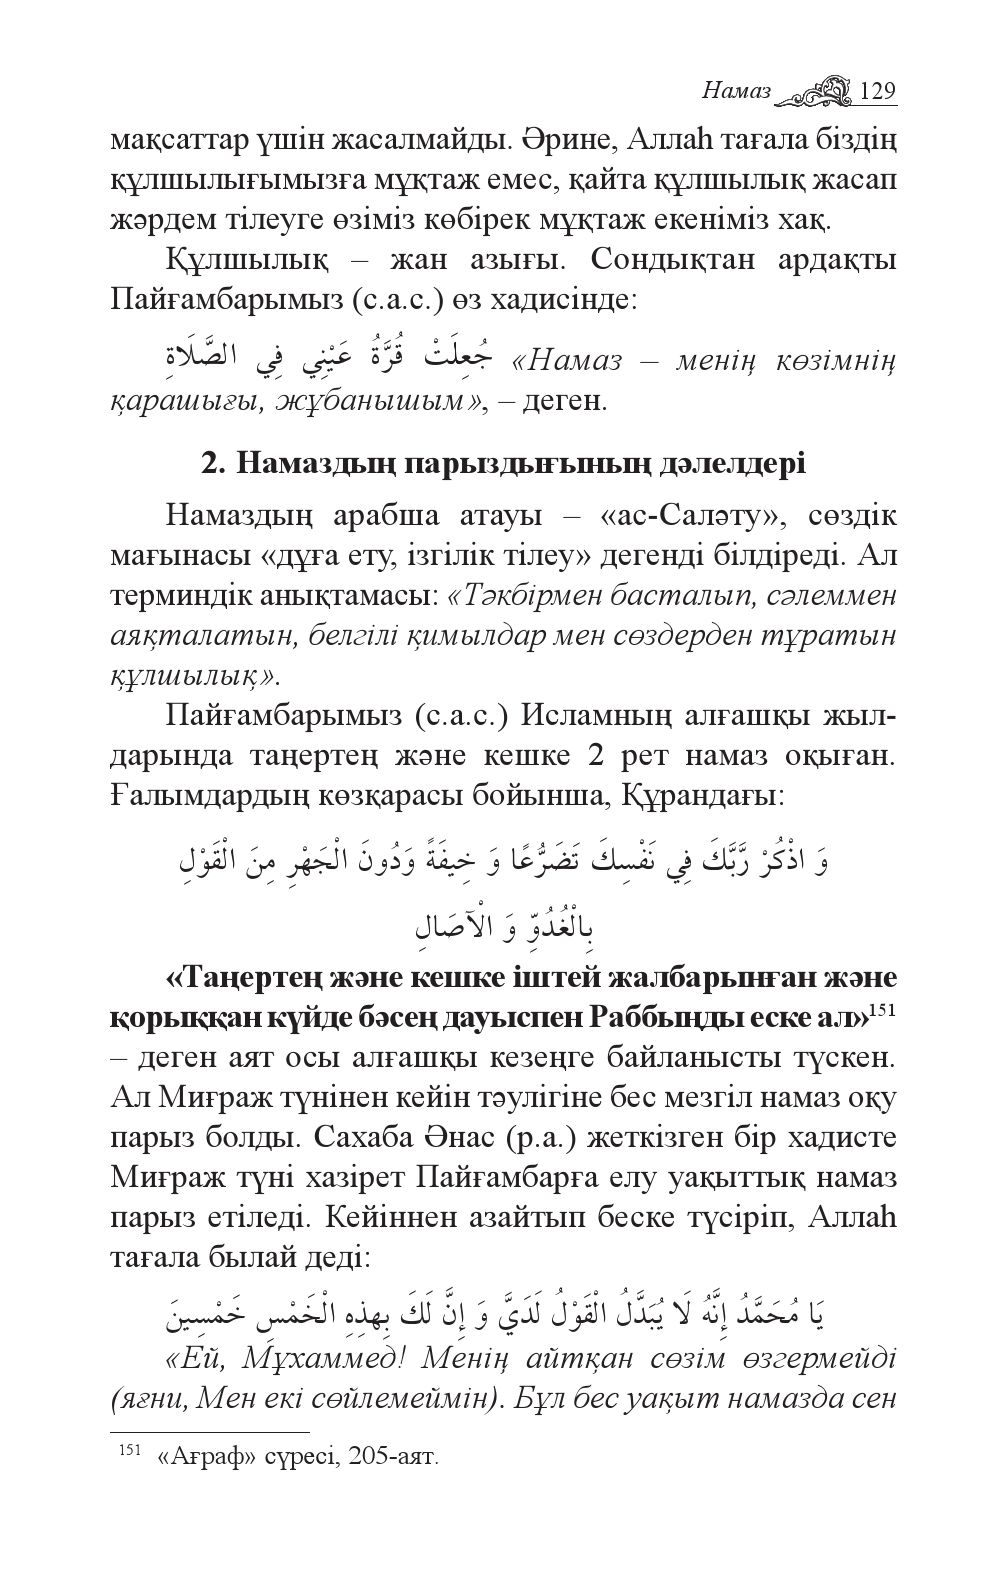 Намаз 129
мақсаттар үшін жасалмайды. Әрине, Аллаһ тағала біздің
құлшылығымызға мұқтаж емес, қайта құлшылық жасап
жәрдем тілеуге өзіміз көбірек мұқтаж екеніміз хақ.
Құлшылық – жан азығы. Сондықтан ардақты
Пайғамбарымыз (с.а.с.) өз хадисінде:
جُعِلَتْ قُرَّةُ عَيْنِي فِي الصَّلَاةِ «Намаз – менің көзімнің
қарашығы, жұбанышым», – деген.
2. Намаздың парыздығының дәлелдері
Намаздың арабша атауы – «ас-Саләту», сөздік
мағынасы «дұға ету, ізгілік тілеу» дегенді білдіреді. Ал
терминдік анықтамасы: «Тәкбірмен басталып, сәлеммен
аяқталатын, белгілі қимылдар мен сөздерден тұратын
құлшылық».
Пайғамбарымыз (с.а.с.) Исламның алғашқы жыл-
дарында таңертең және кешке 2 рет намаз оқыған.
Ғалымдардың көзқарасы бойынша, Құрандағы:
وَ اذْكُرْ رَّبَّكَ فِي نَفْسِكَ تَضَرُّعًا وَ خِيفَةً وَدُونَ الْجَهْرِ مِنَ الْقَوْلِ
بِالْغُدُوِّ وَ الْآصَالِ
«Таңертең және кешке іштей жалбарынған және
қорыққан күйде бәсең дауыспен Раббыңды еске ал»151
– деген аят осы алғашқы кезеңге байланысты түскен.
Ал Миғраж түнінен кейін тәулігіне бес мезгіл намаз оқу
парыз болды. Сахаба Әнас (р.а.) жеткізген бір хадисте
Миғраж түні хазірет Пайғамбарға елу уақыттық намаз
парыз етіледі. Кейіннен азайтып беске түсіріп, Аллаһ
тағала былай деді:
يَا مُحَمَّدُ إِنَّهُ لَا يُبَدَّلُ الْقَوْلُ لَدَيَّ وَ إِنَّ لَكَ بِهذِهِ الْخَمْسِ خَمْسِينَ
«Ей, Мұхаммед! Менің айтқан сөзім өзгермейді
(яғни, Мен екі сөйлемеймін). Бұл бес уақыт намазда сен
151 «Ағраф» сүресі, 205-аят.